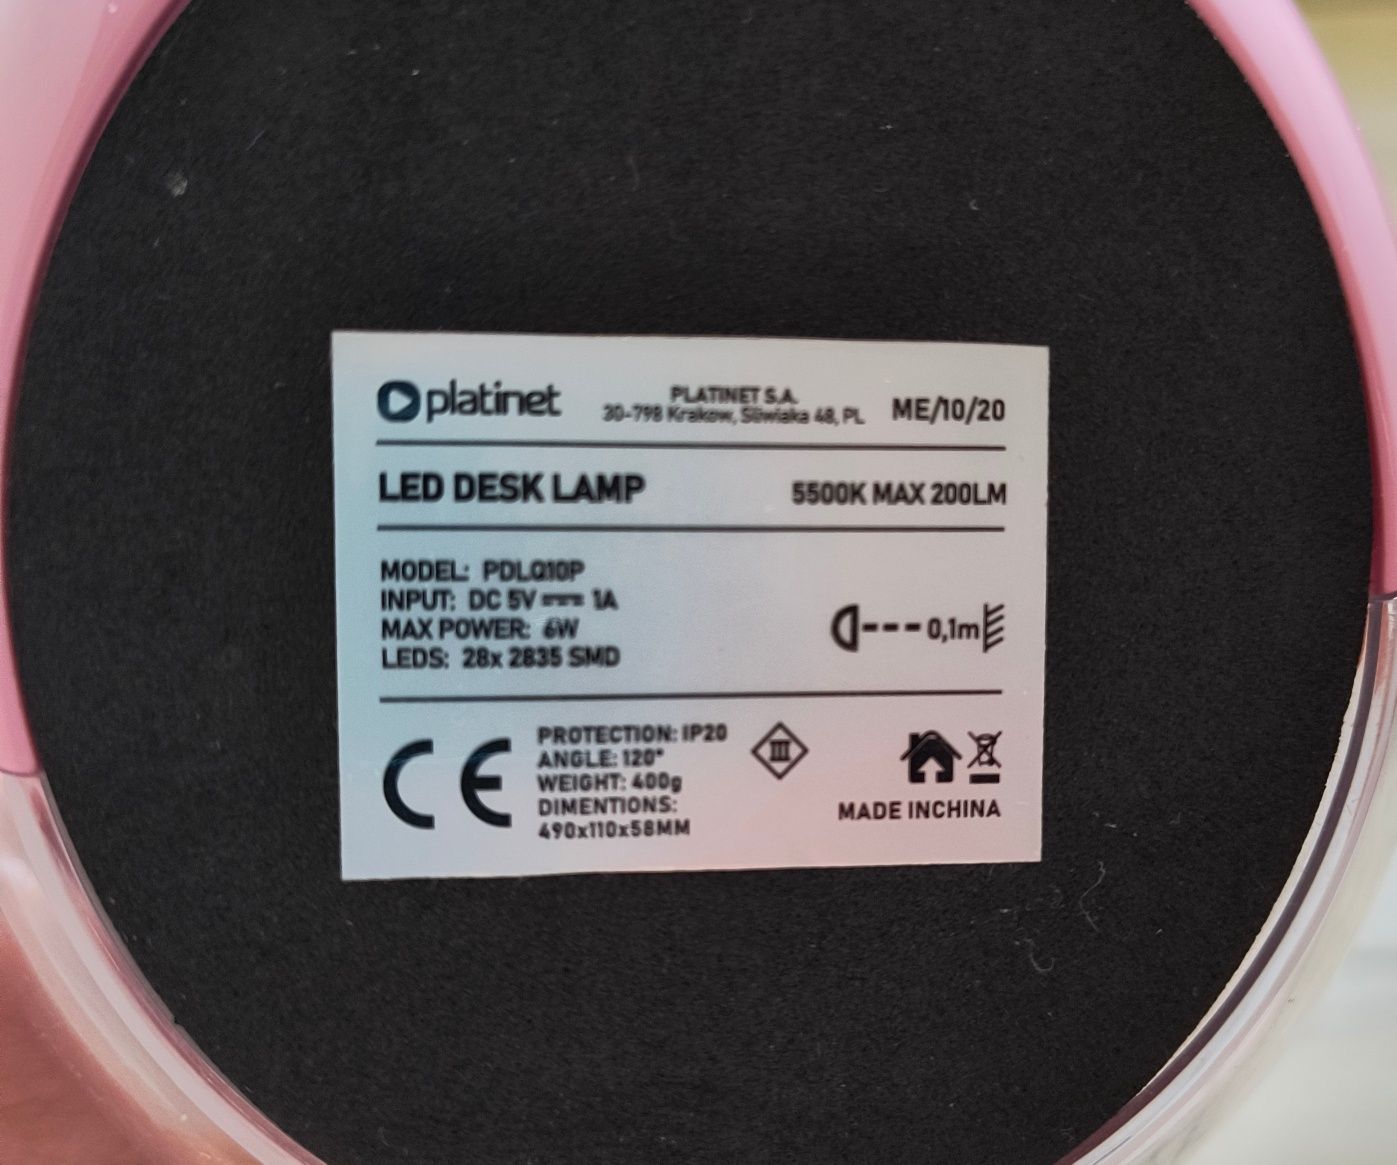 platinet
PLATINET S.A.
30-798 Krakow, Sliwiaka 48, PL
ME/10/20
LED DESK LAMP
5500K MAX 200LM
MODEL: PDLQ10P
INPUT: DC 5V ⎓ 1A
MAX POWER: 6W
LEDS: 28x 2835 SMD
0,1m
CE
PROTECTION: IP20
ANGLE: 120°
WEIGHT: 400g
DIMENTIONS:
490x110x58MM
III
MADE INCHINA